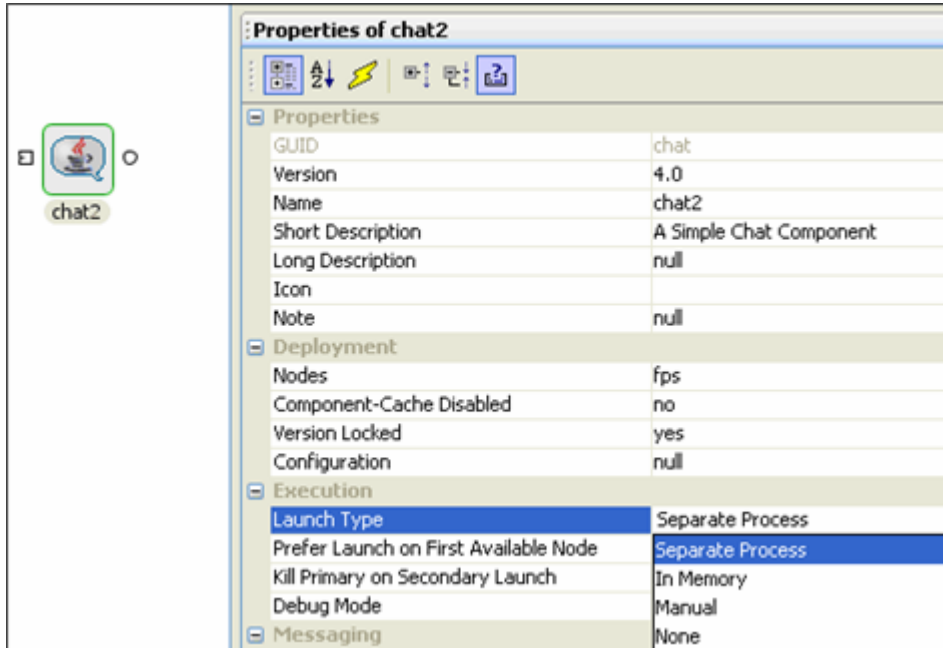 Properties of chat2
Properties
GUID chat
Version 4.0
Name chat2
Short Description A Simple Chat Component
Long Description null
Icon
Note null
Deployment
Nodes fps
Component-Cache Disabled no
Version Locked yes
Configuration null
Execution
Launch Type Separate Process
Prefer Launch on First Available Node Separate Process
Kill Primary on Secondary Launch In Memory
Debug Mode Manual
Messaging None
chat2